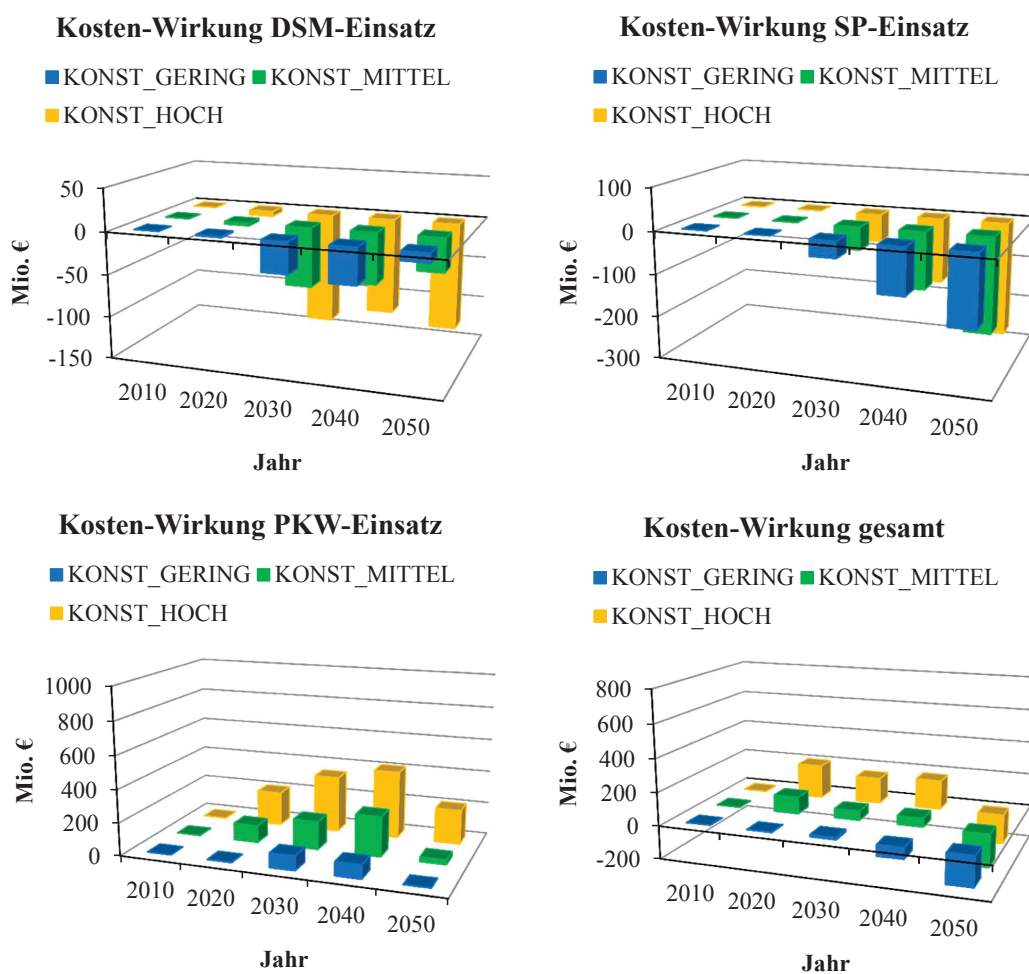 Kosten-Wirkung DSM-Einsatz
KONST_GERING KONST_MITTEL
KONST_HOCH
50
0
-50
-100
-150
Mio. €
2010 2020 2030 2040 2050
Jahr
Kosten-Wirkung SP-Einsatz
KONST_GERING KONST_MITTEL
KONST_HOCH
100
0
-100
-200
-300
Mio. €
2010 2020 2030 2040 2050
Jahr
Kosten-Wirkung PKW-Einsatz
KONST_GERING KONST_MITTEL
KONST_HOCH
1000
800
600
400
200
0
Mio. €
2010 2020 2030 2040 2050
Jahr
Kosten-Wirkung gesamt
KONST_GERING KONST_MITTEL
KONST_HOCH
800
600
400
200
0
-200
Mio. €
2010 2020 2030 2040 2050
Jahr